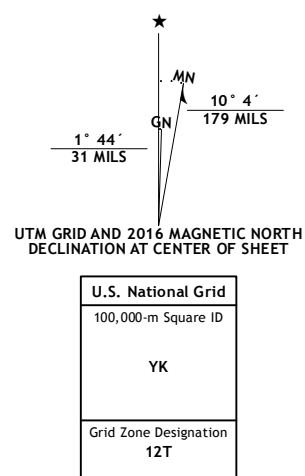 ★
MN
GN
10° 4´
179 MILS
1° 44´
31 MILS
UTM GRID AND 2016 MAGNETIC NORTH
DECLINATION AT CENTER OF SHEET
U.S. National Grid
100,000-m Square ID
YK
Grid Zone Designation
12T